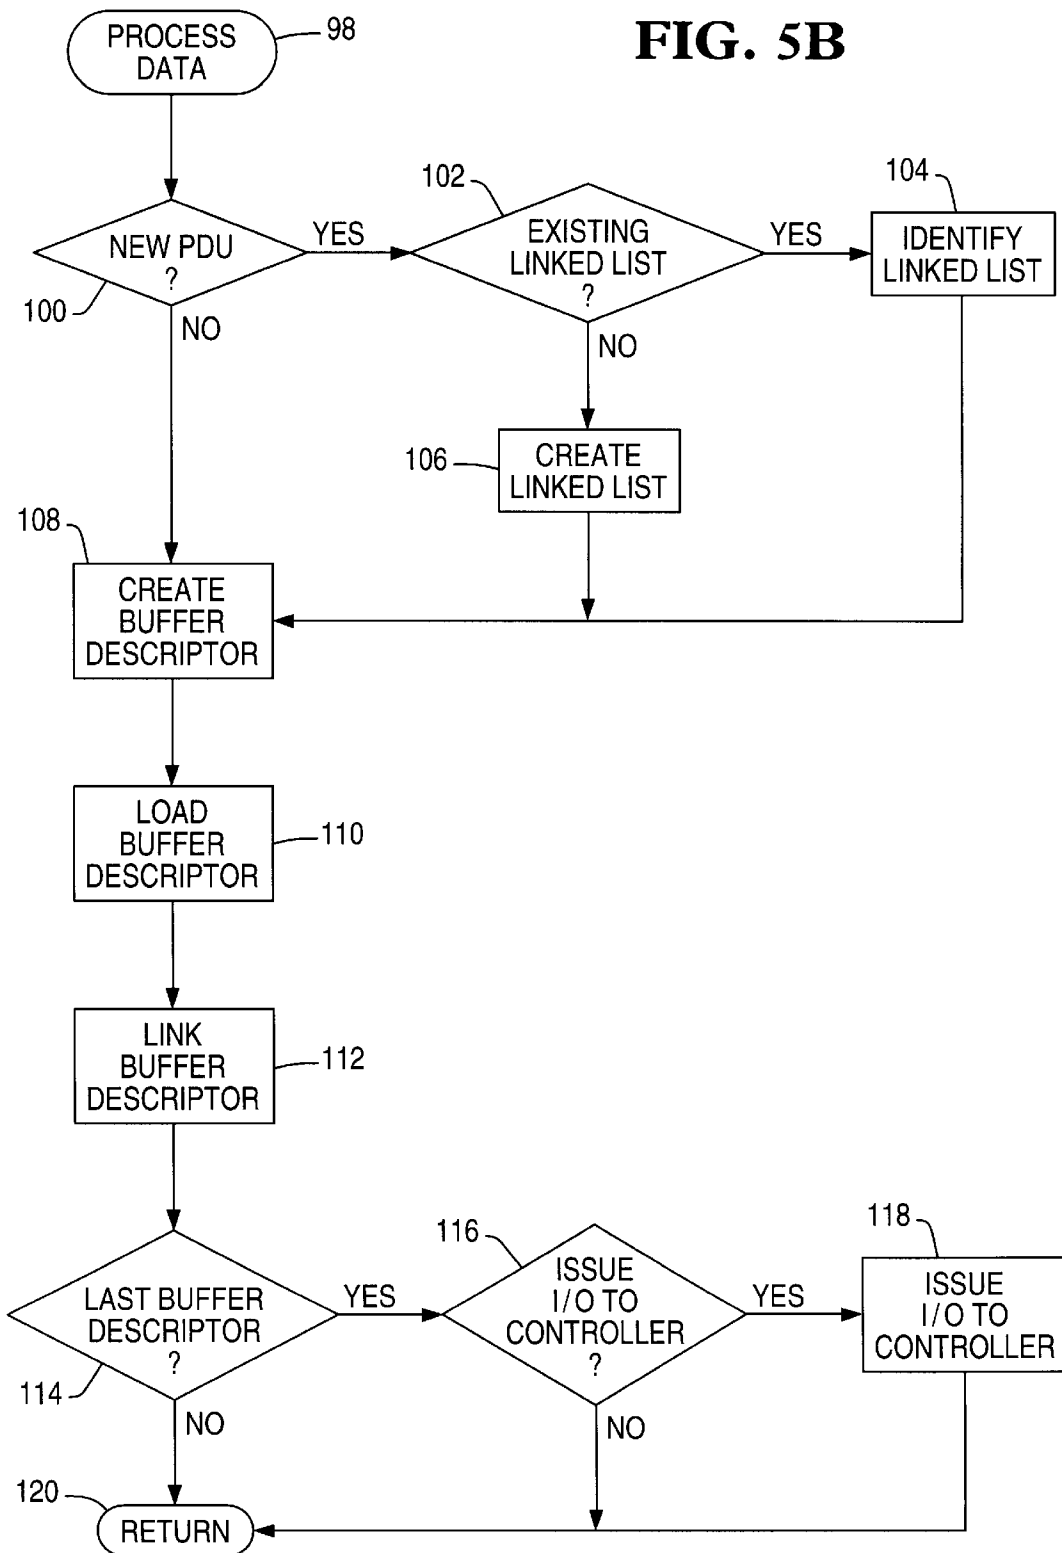 FIG. 5B
PROCESS
DATA
98
NEW PDU
?
100
YES
NO
102
EXISTING
LINKED LIST
?
YES
NO
104
IDENTIFY
LINKED LIST
106
CREATE
LINKED LIST
108
CREATE
BUFFER
DESCRIPTOR
LOAD
BUFFER
DESCRIPTOR
110
LINK
BUFFER
DESCRIPTOR
112
LAST BUFFER
DESCRIPTOR
?
114
YES
NO
116
ISSUE
I/O TO
CONTROLLER
?
YES
NO
118
ISSUE
I/O TO
CONTROLLER
120
RETURN